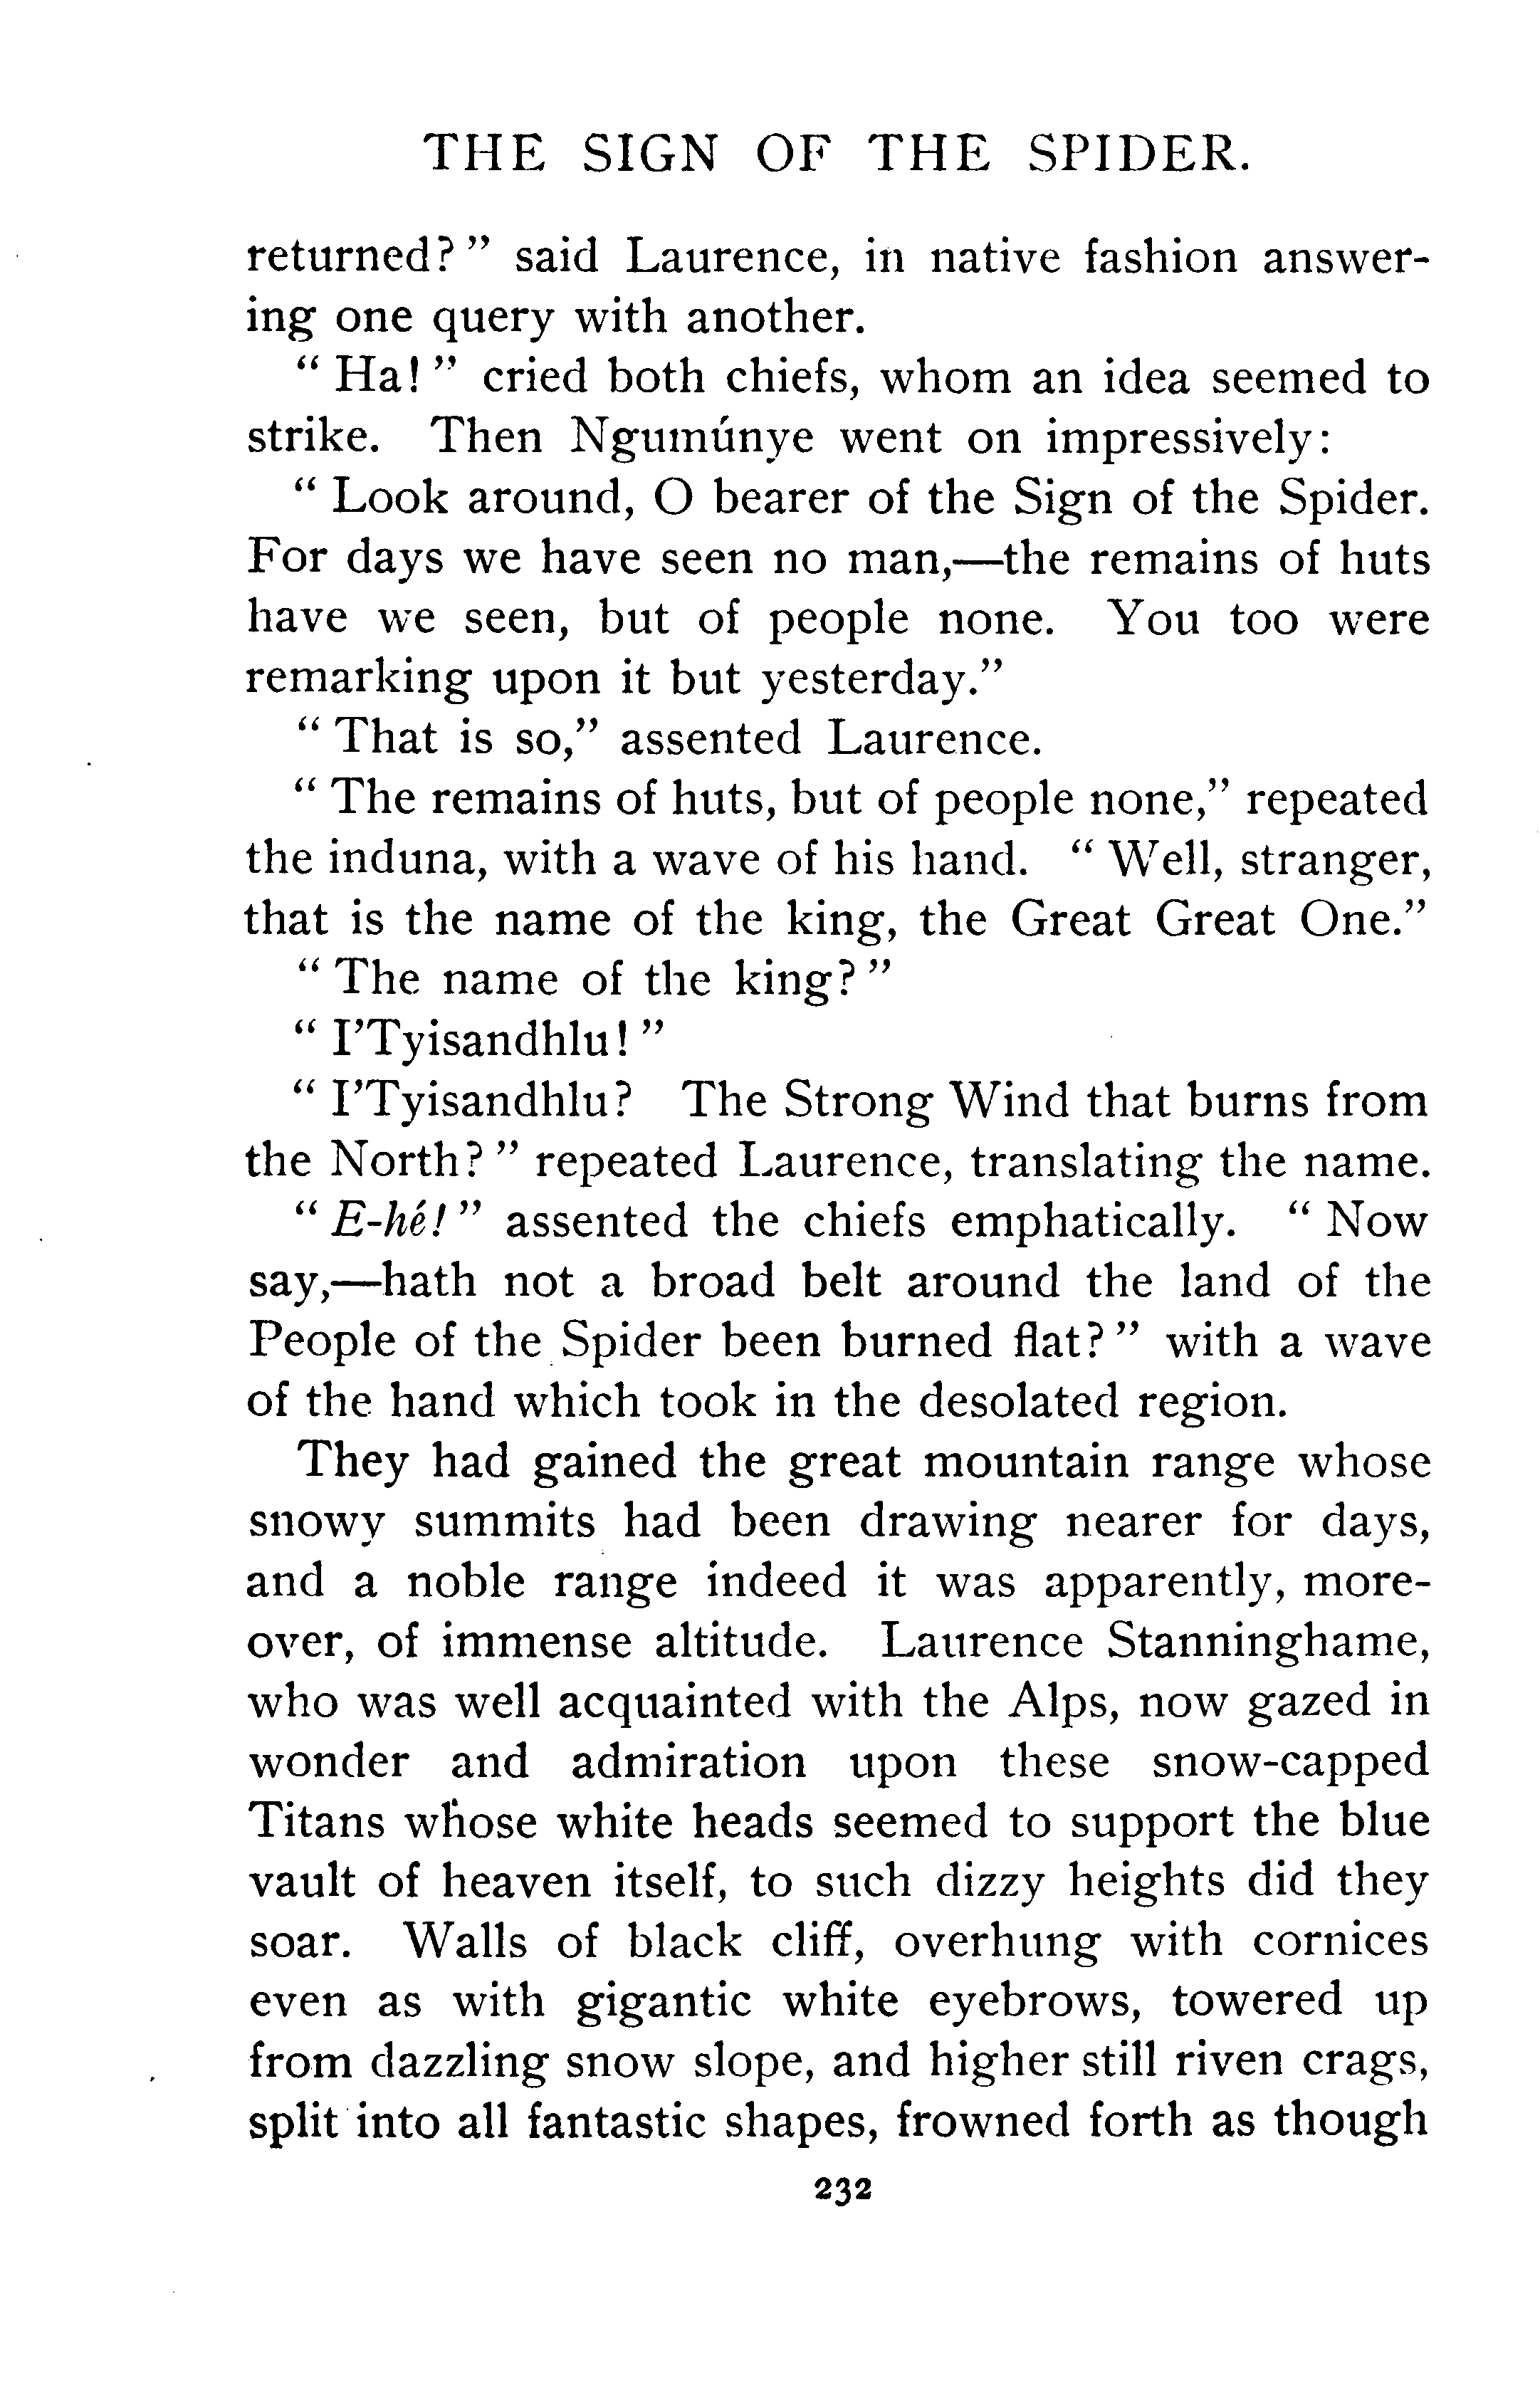 THE SIGN OF THE SPIDER.
returned? " said Laurence, in native fashion answer-
ing one query with another.
" Ha! " cried both chiefs, whom an idea seemed to
strike. Then Ngumúnye went on impressively:
" Look around, O bearer of the Sign of the Spider.
For days we have seen no man,—the remains of huts
have we seen, but of people none. You too were
remarking upon it but yesterday."
" That is so," assented Laurence.
" The remains of huts, but of people none," repeated
the induna, with a wave of his hand. " Well, stranger,
that is the name of the king, the Great Great One."
" The name of the king? "
" I'Tyisandhlu! "
" I'Tyisandhlu? The Strong Wind that burns from
the North? " repeated Laurence, translating the name.
" E-hé! " assented the chiefs emphatically. " Now
say,—hath not a broad belt around the land of the
People of the Spider been burned flat? " with a wave
of the hand which took in the desolated region.
They had gained the great mountain range whose
snowy summits had been drawing nearer for days,
and a noble range indeed it was apparently, more-
over, of immense altitude. Laurence Stanninghame,
who was well acquainted with the Alps, now gazed in
wonder and admiration upon these snow-capped
Titans whose white heads seemed to support the blue
vault of heaven itself, to such dizzy heights did they
soar. Walls of black cliff, overhung with cornices
even as with gigantic white eyebrows, towered up
from dazzling snow slope, and higher still riven crags,
split into all fantastic shapes, frowned forth as though
232